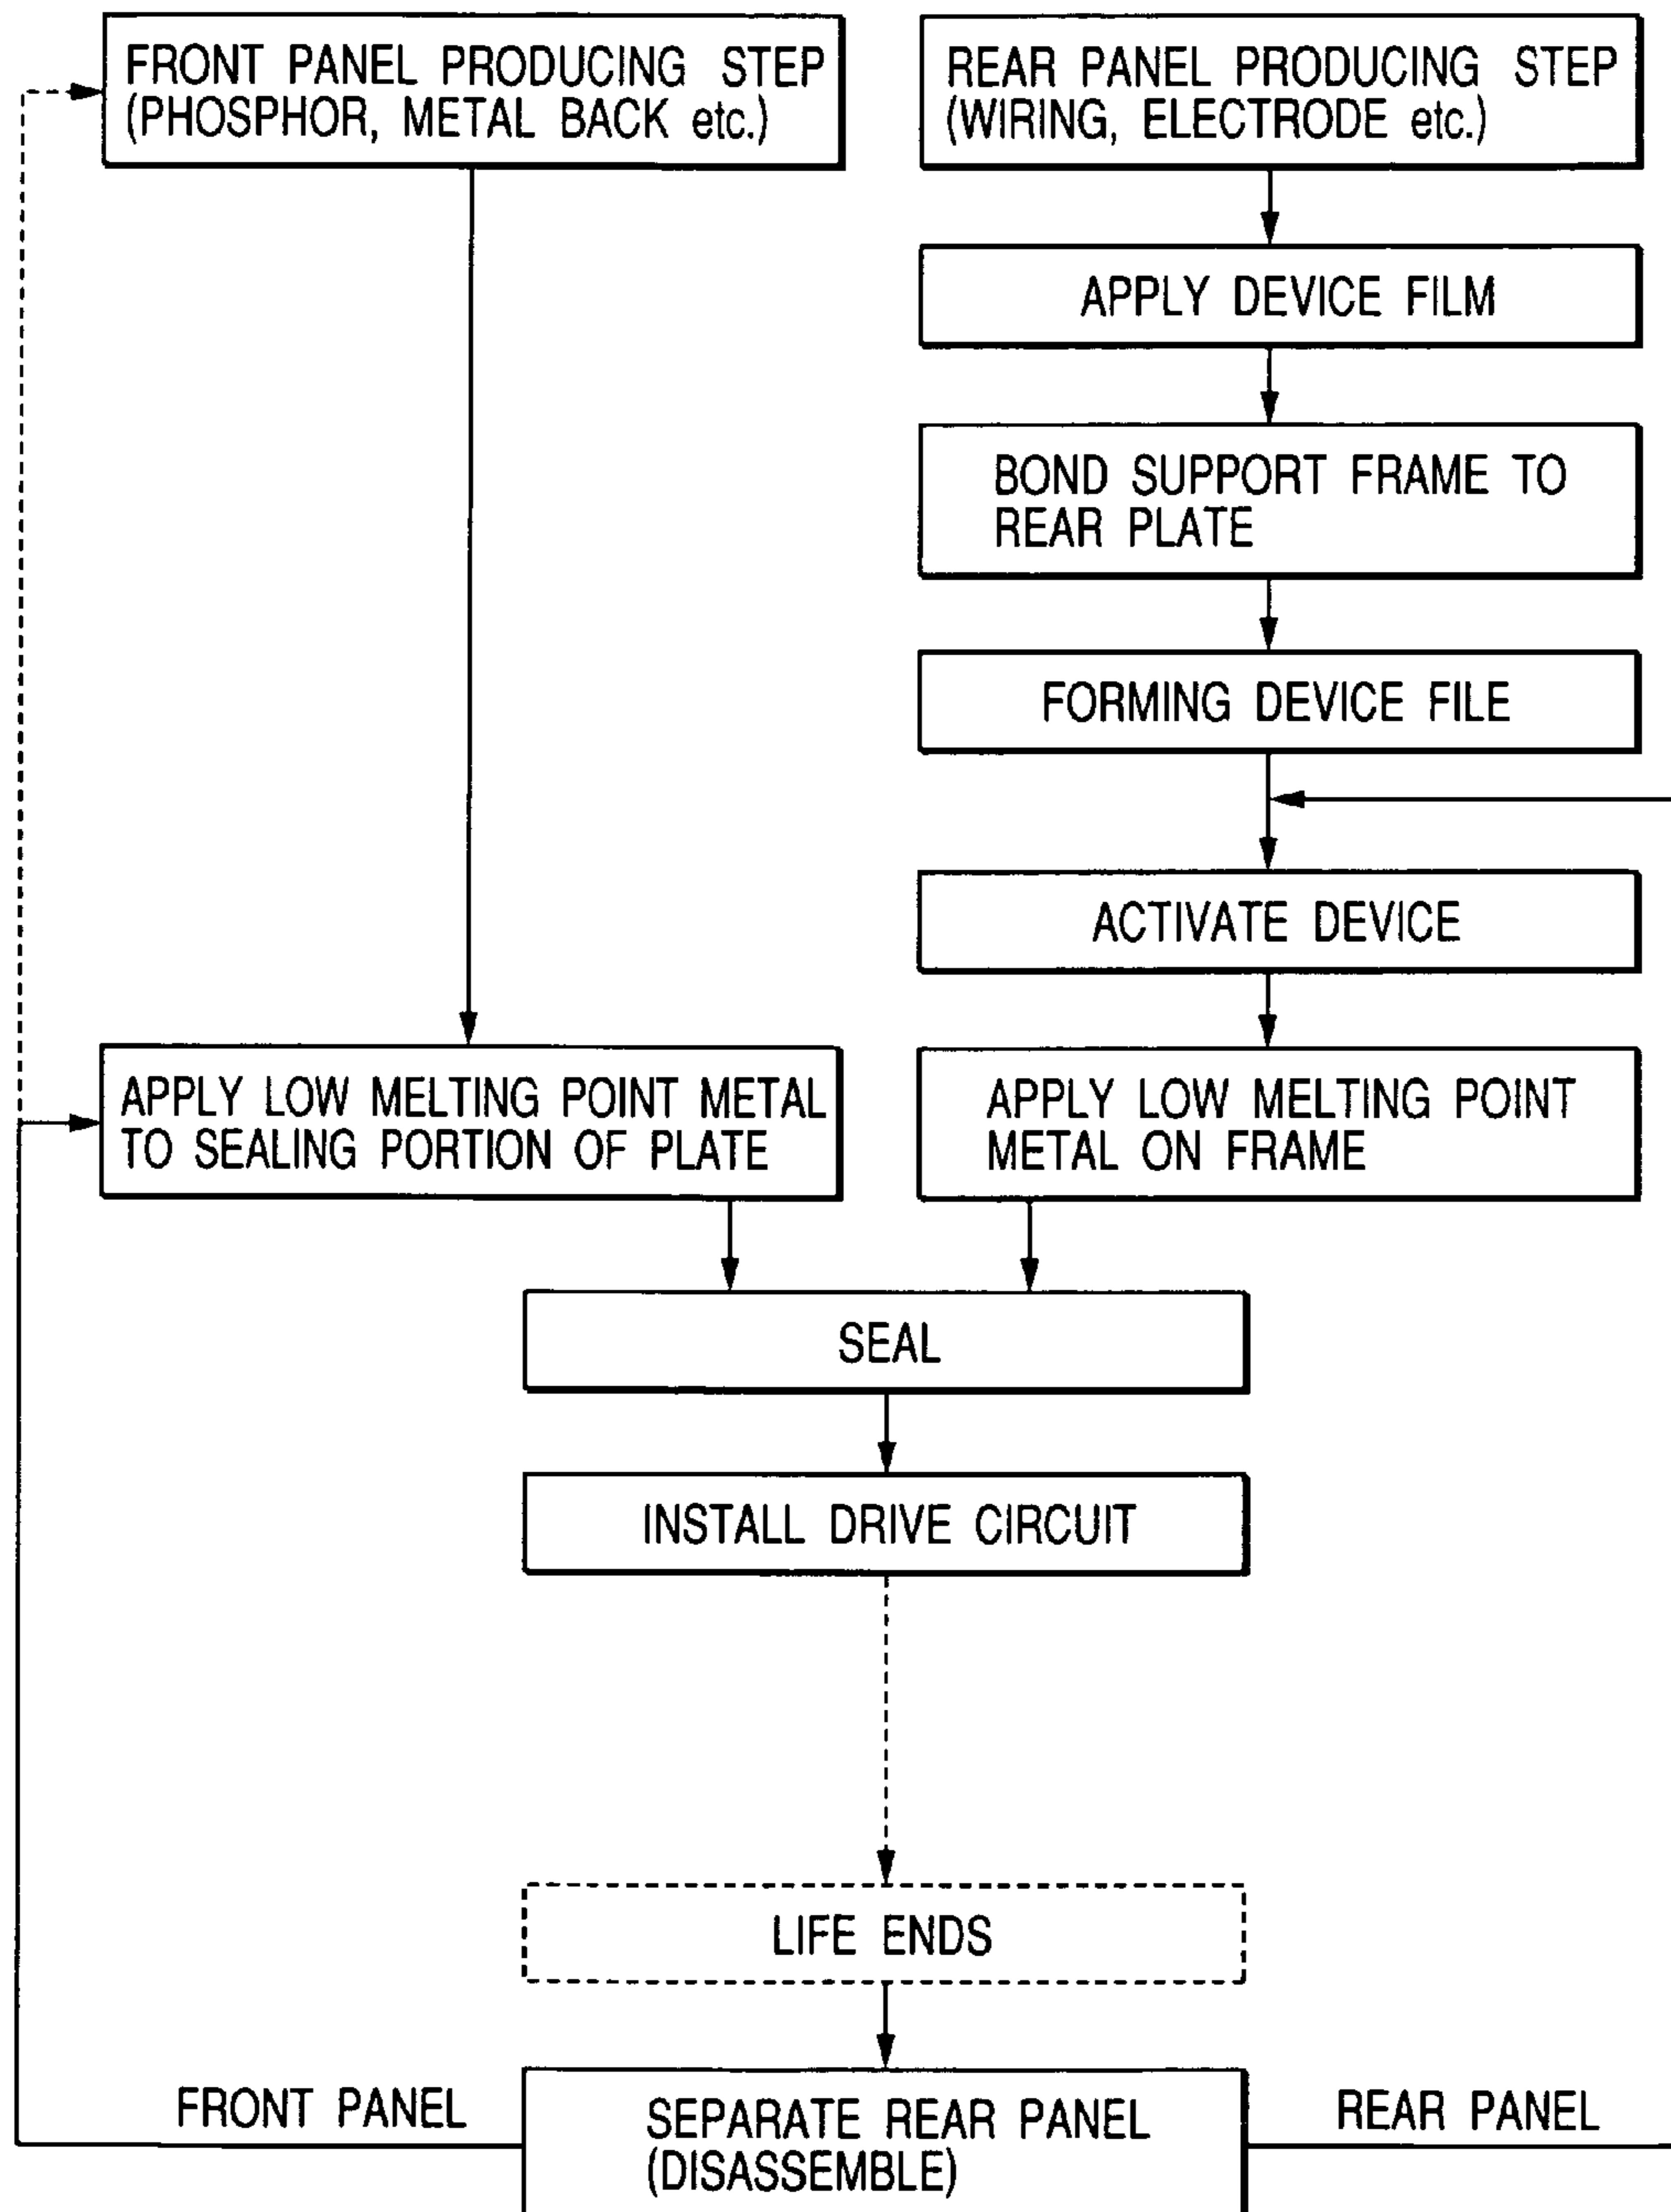 FRONT PANEL PRODUCING STEP
(PHOSPHOR, METAL BACK etc.)
REAR PANEL PRODUCING STEP
(WIRING, ELECTRODE etc.)
APPLY DEVICE FILM
BOND SUPPORT FRAME TO
REAR PLATE
FORMING DEVICE FILE
ACTIVATE DEVICE
APPLY LOW MELTING POINT METAL
TO SEALING PORTION OF PLATE
APPLY LOW MELTING POINT
METAL ON FRAME
SEAL
INSTALL DRIVE CIRCUIT
LIFE ENDS
FRONT PANEL
SEPARATE REAR PANEL
(DISASSEMBLE)
REAR PANEL